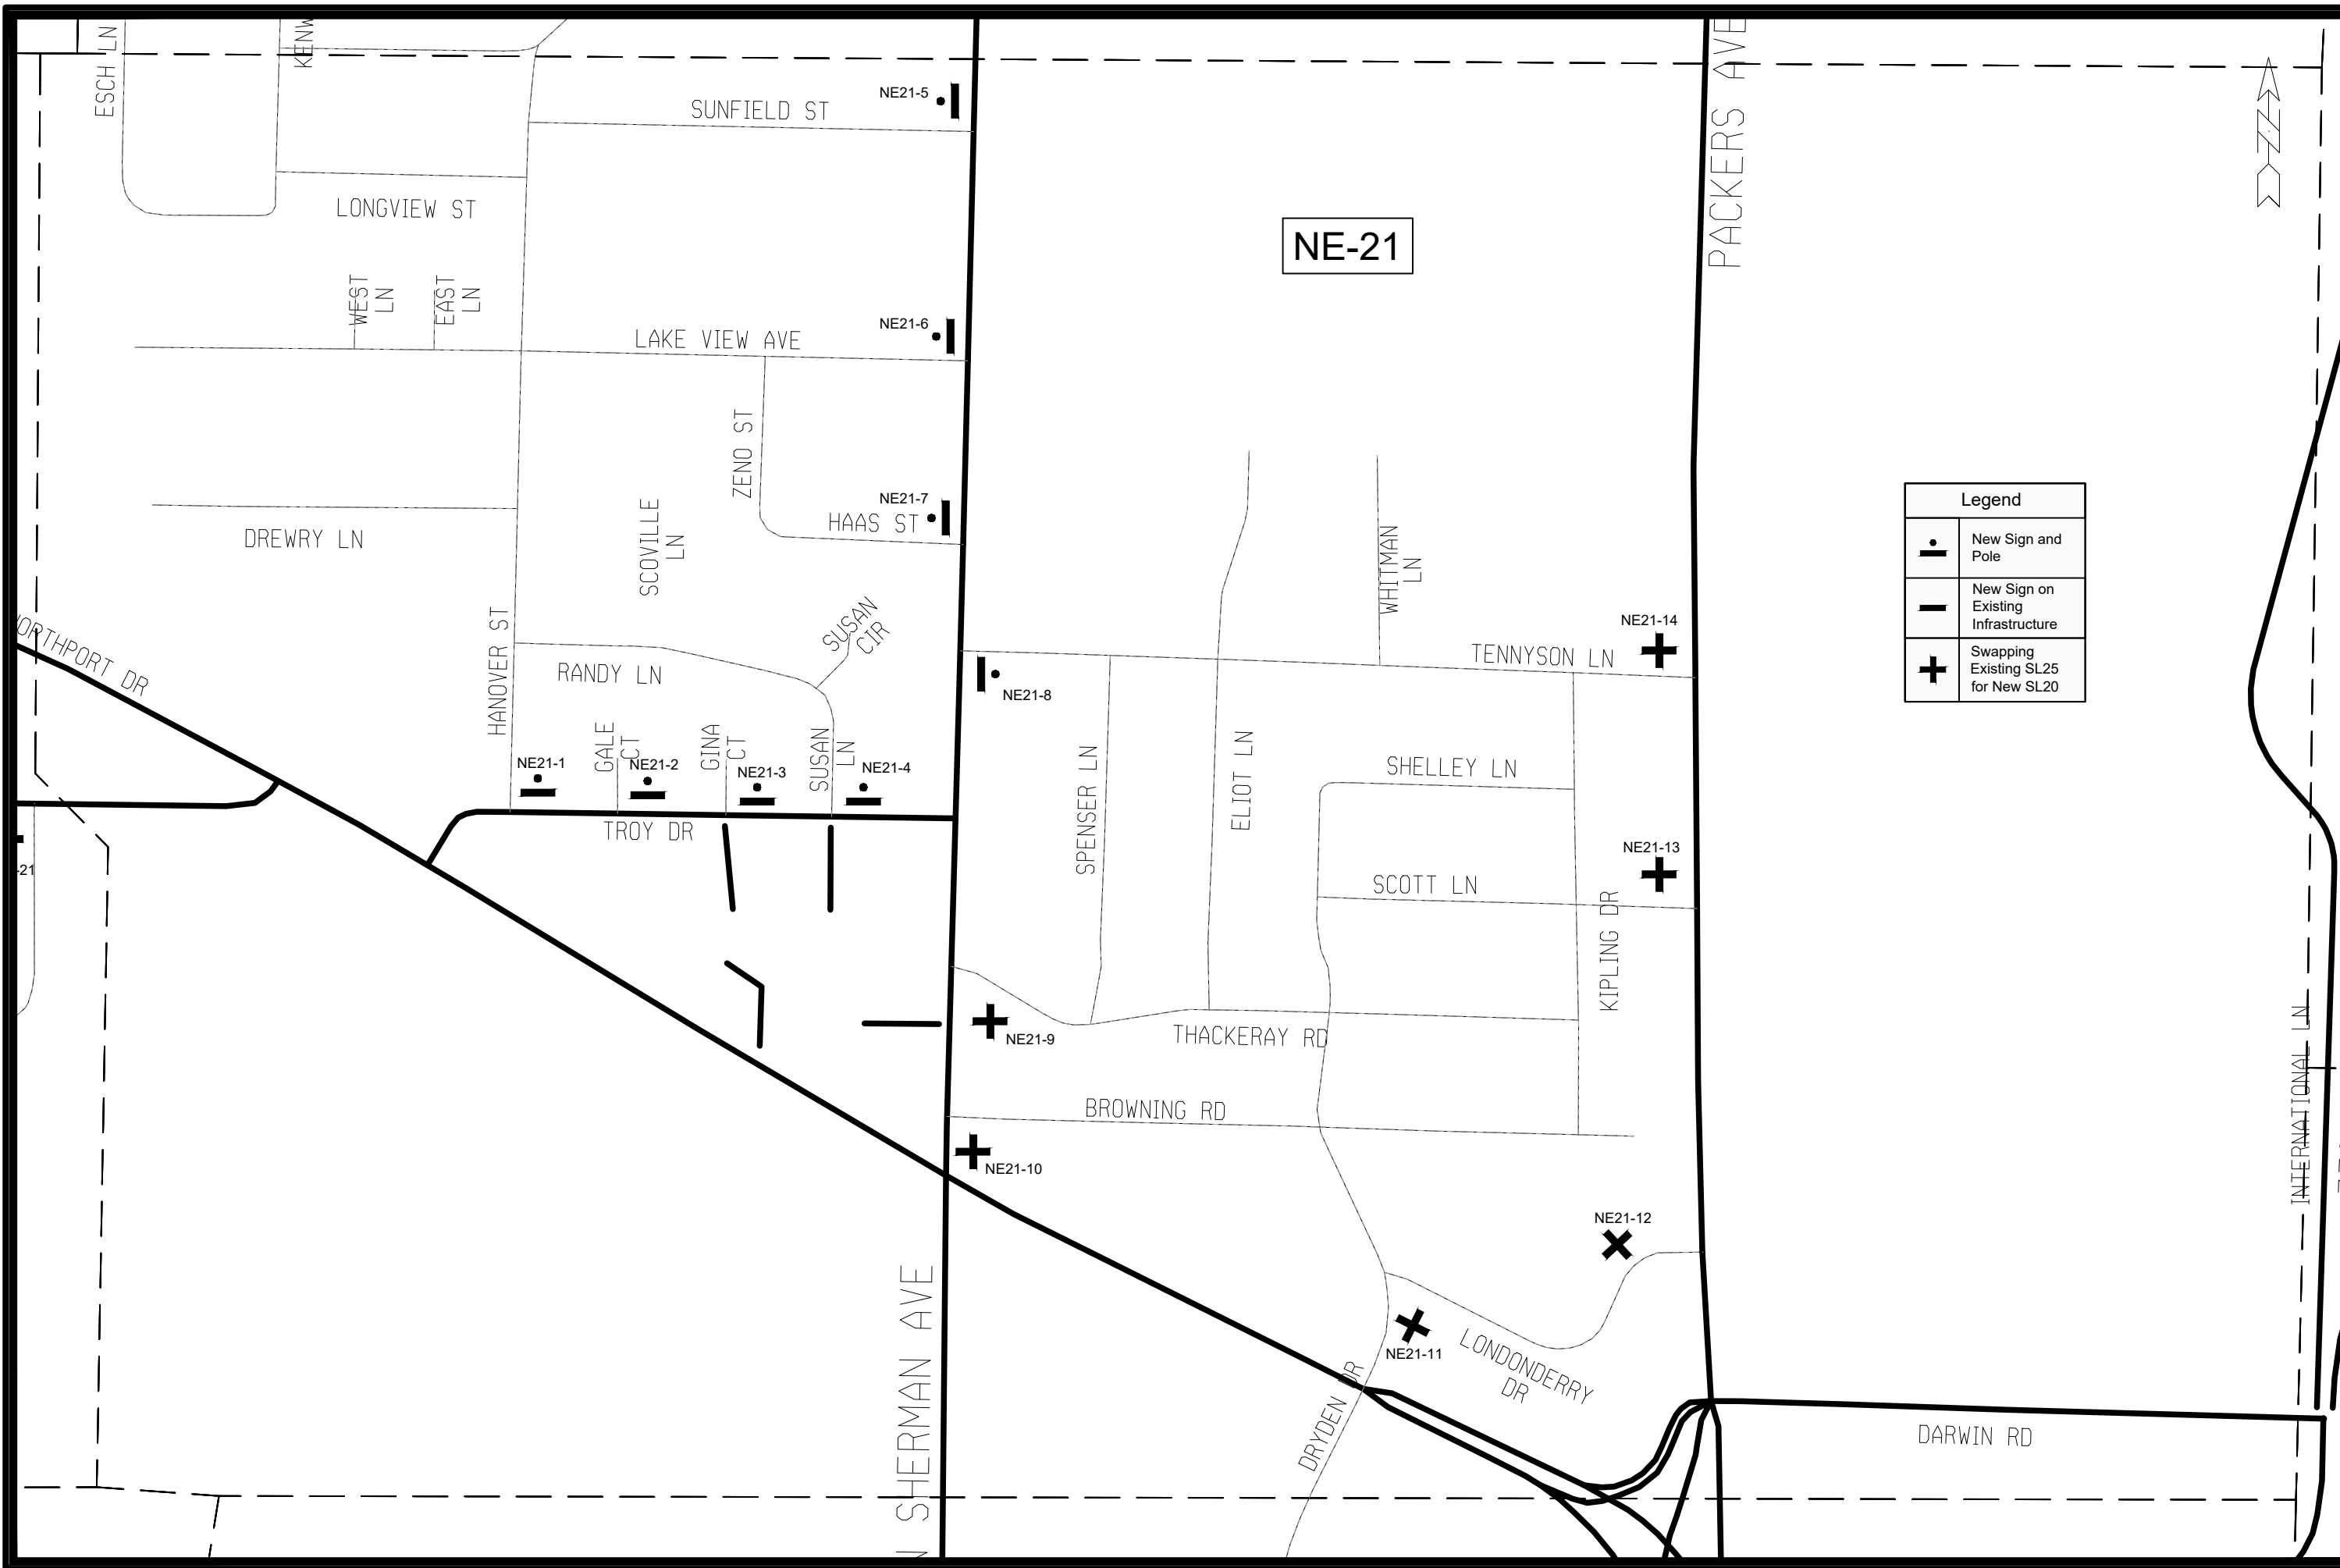 ESCH LN
KENW
PACKERS AVE
NE21-5
SUNFIELD ST
LONGVIEW ST
NE-21
WEST
LN
EAST
LN
NE21-6
LAKE VIEW AVE
ZENO ST
NE21-7
HAAS ST
DREWRY LN
SCOVILLE
LN
WHITMAN
LN
Legend
New Sign and
Pole
New Sign on
Existing
Infrastructure
Swapping
Existing SL25
for New SL20
ORTHPORT DR
HANOVER ST
SUSAN
CIR
RANDY LN
NE21-14
TENNYSON LN
NE21-8
GALE
CT
GINA
CT
SUSAN
LN
NE21-1
NE21-2
NE21-3
NE21-4
TROY DR
SPENSER LN
ELIOT LN
SHELLEY LN
NE21-13
SCOTT LN
KIPLING DR
-21
NE21-9
THACKERAY RD
BROWNING RD
NE21-10
INTERNATIONAL LN
NE21-12
NE21-11
LONDONDERRY
DR
DRYDEN DR
N SHERMAN AVE
DARWIN RD